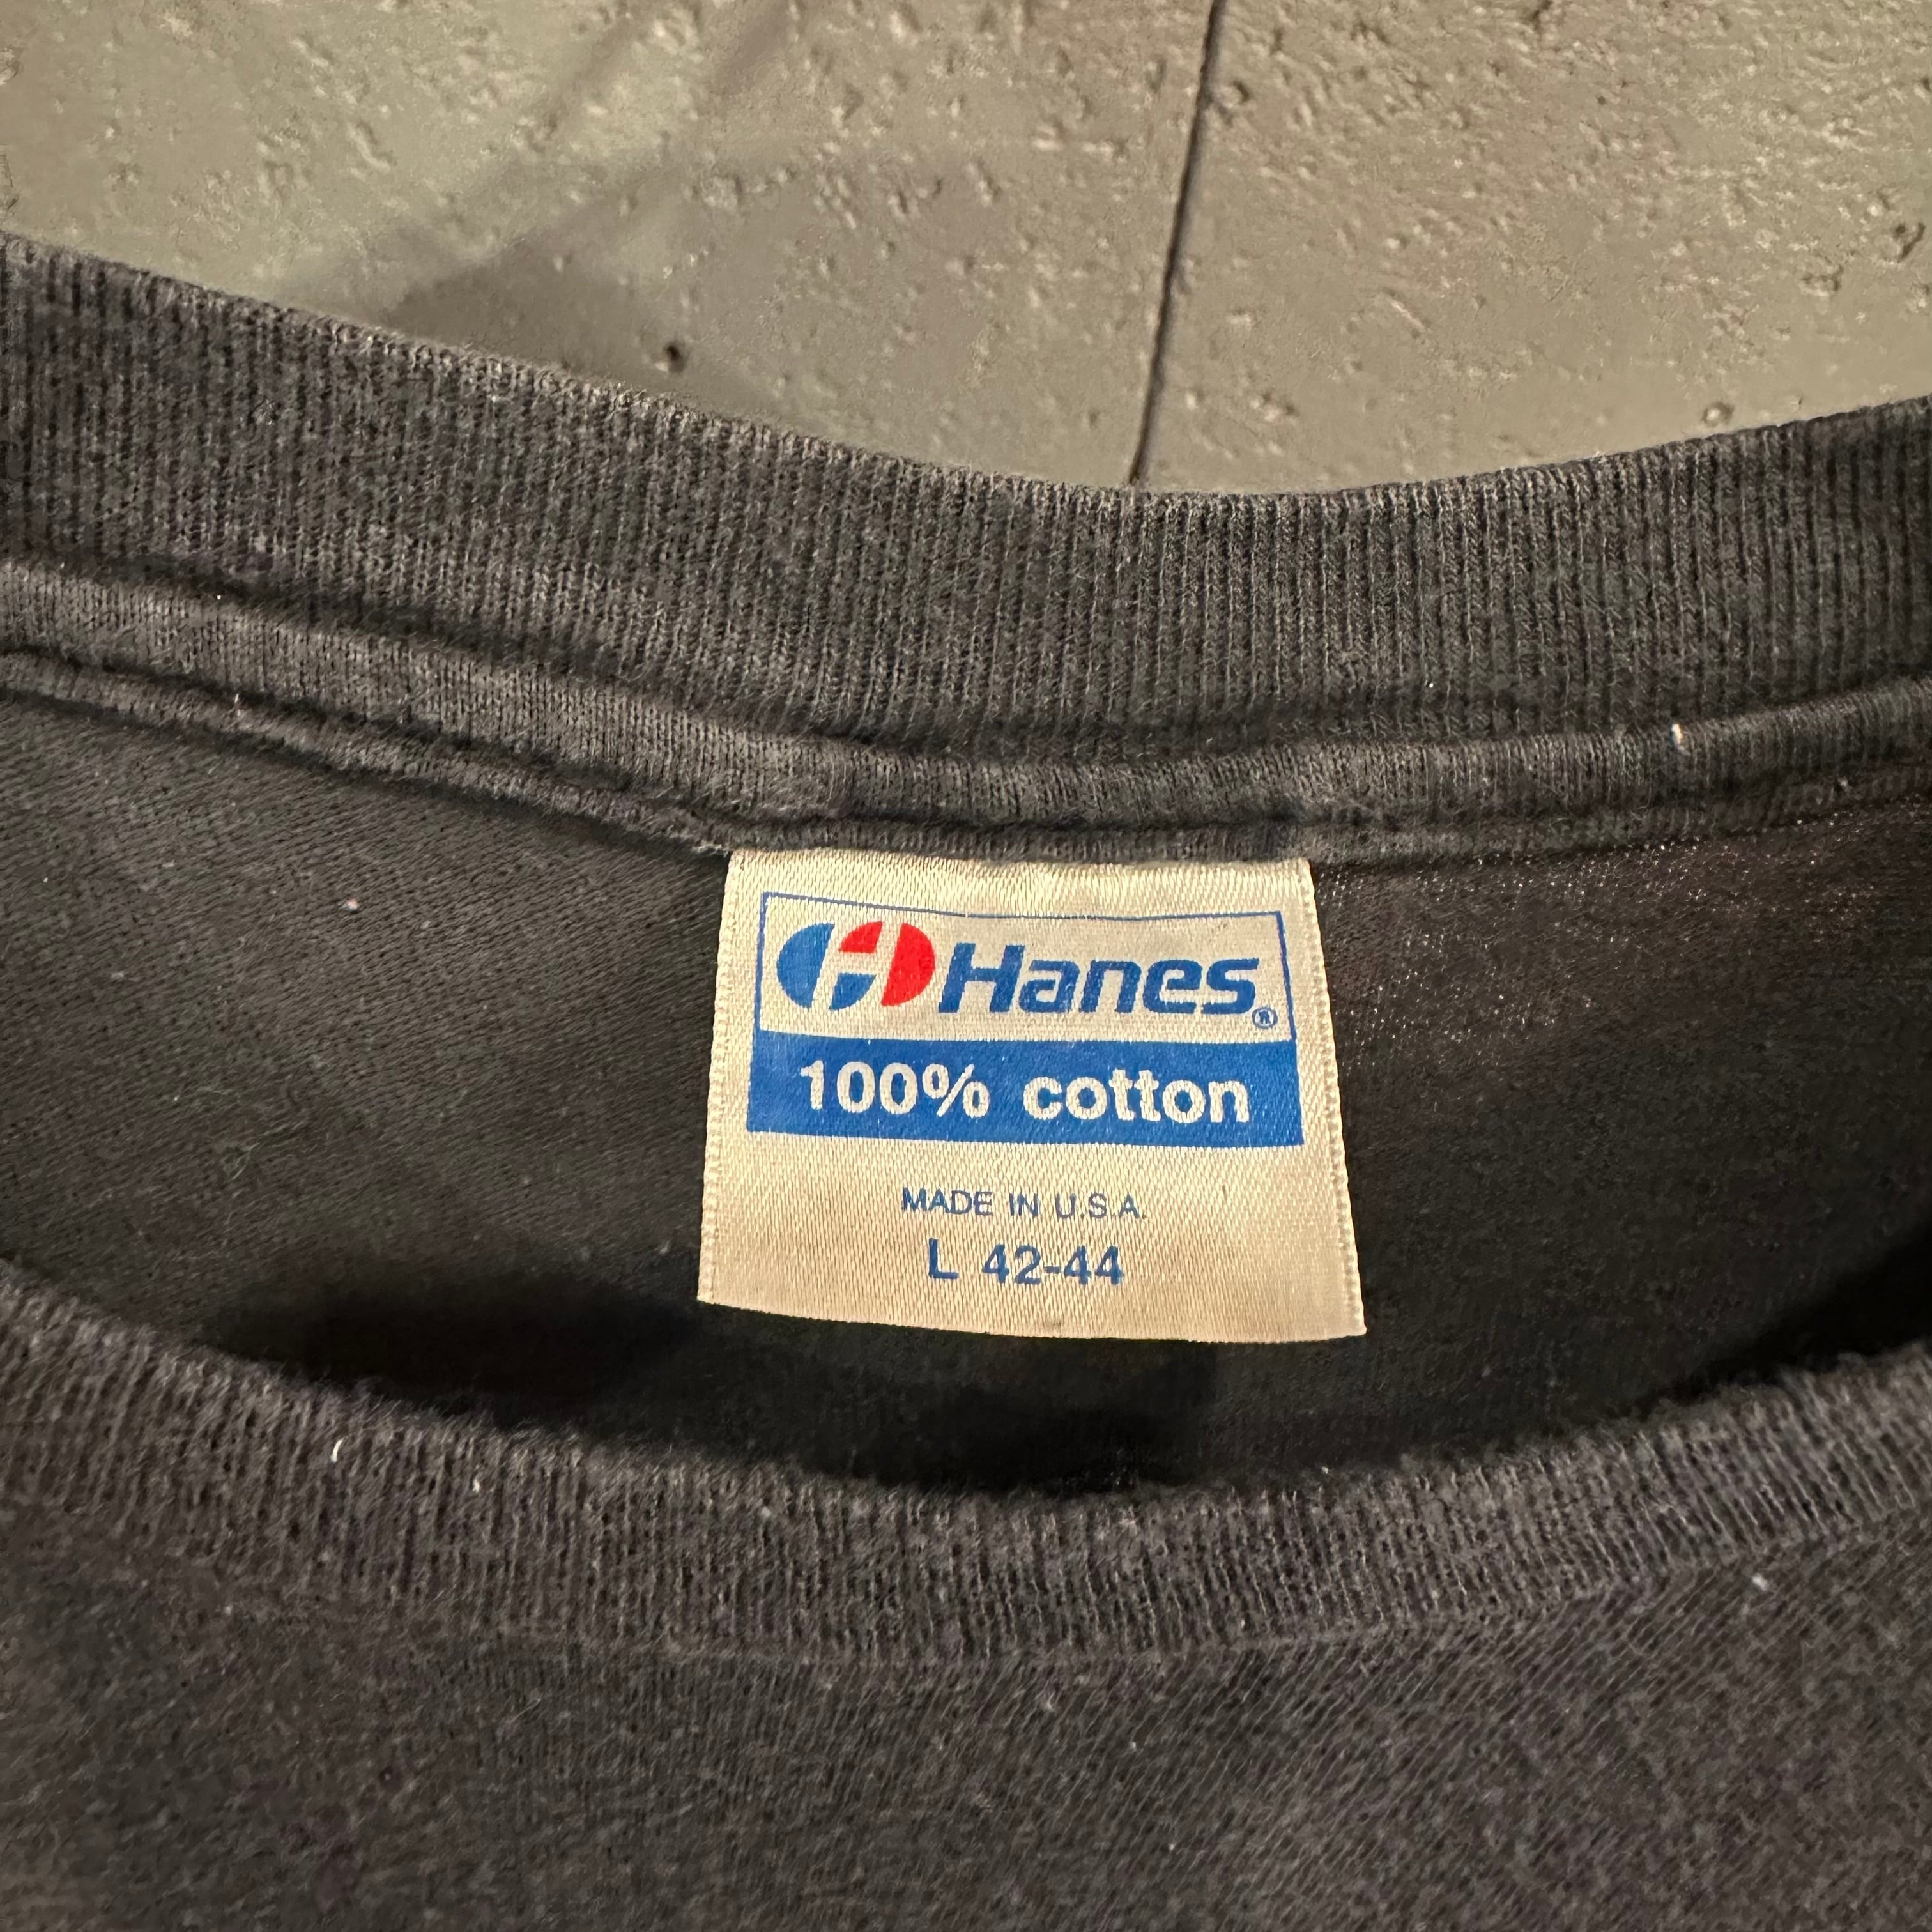 Hanes®
100% cotton
MADE IN U.S.A.
L 42-44